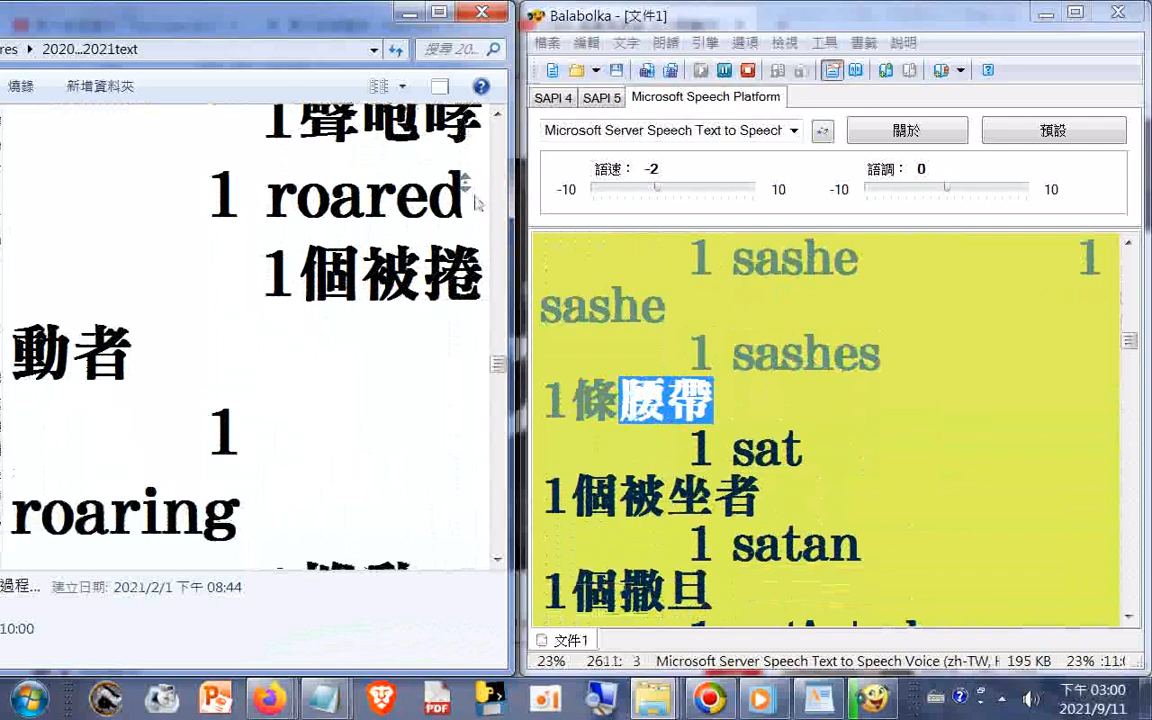 res ▸ 2020...2021text
搜尋 20...
燒錄 新增資料夾
1聲咆哮
1 roared
1個被捲
動者
1
roaring
過程... 建立日期: 2021/2/1 下午 08:44
10:00
Balabolka - [文件1]
檔案 編輯 文字 朗讀 引擎 選項 檢視 工具 書籤 說明
SAPI 4 SAPI 5 Microsoft Speech Platform
Microsoft Server Speech Text to Speech 關於 預設
語速： -2 語調： 0
-10 10 -10 10
1 sashe 1
sashe
1 sashes
1條腰帶
1 sat
1個被坐者
1 satan
1個撒旦
文件1
23% 2611: 3 Microsoft Server Speech Text to Speech Voice (zh-TW, H 195 KB 23% :11:
下午 03:00
2021/9/11